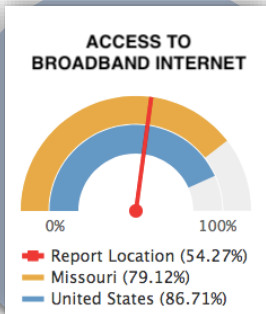 ACCESS TO
BROADBAND INTERNET
0% 100%
Report Location (54.27%)
Missouri (79.12%)
United States (86.71%)